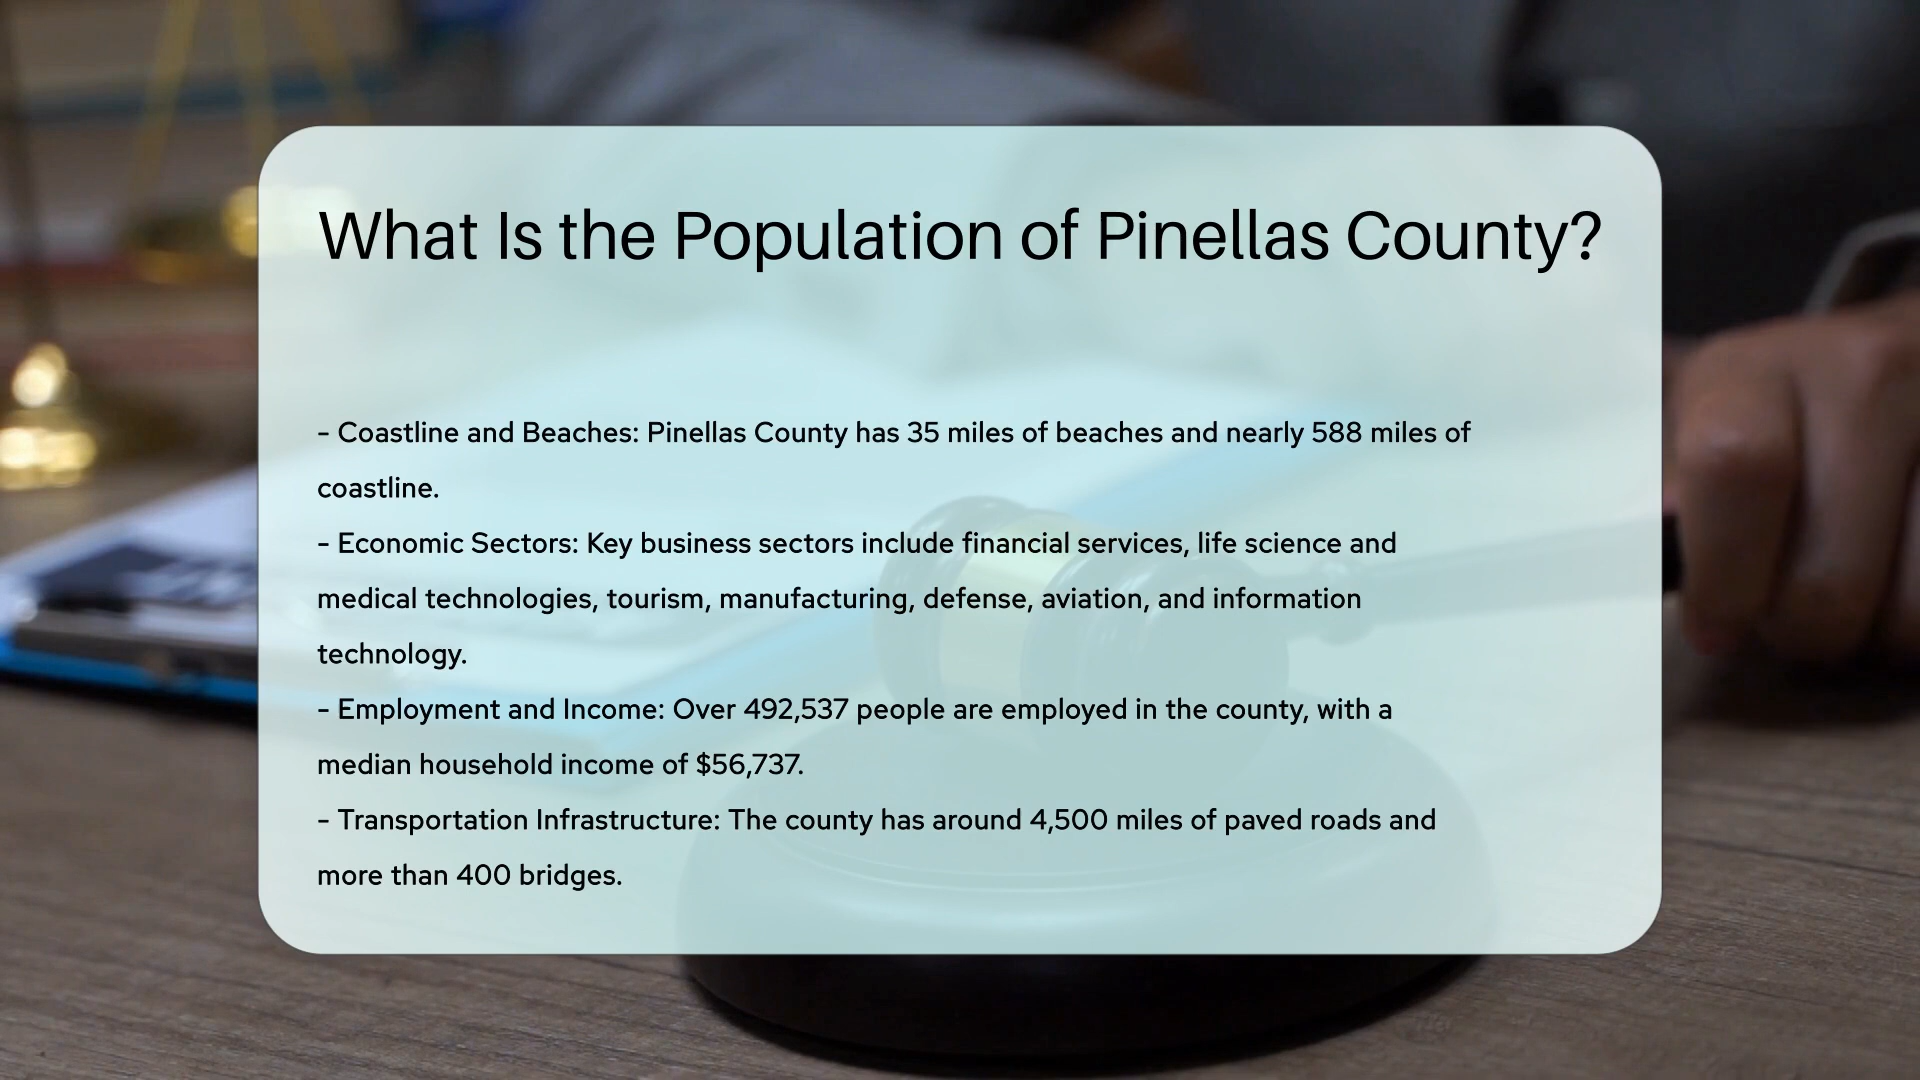 What Is the Population of Pinellas County?
- Coastline and Beaches: Pinellas County has 35 miles of beaches and nearly 588 miles of
coastline.
- Economic Sectors: Key business sectors include financial services, life science and
medical technologies, tourism, manufacturing, defense, aviation, and information
technology.
- Employment and Income: Over 492,537 people are employed in the county, with a
median household income of $56,737.
- Transportation Infrastructure: The county has around 4,500 miles of paved roads and
more than 400 bridges.